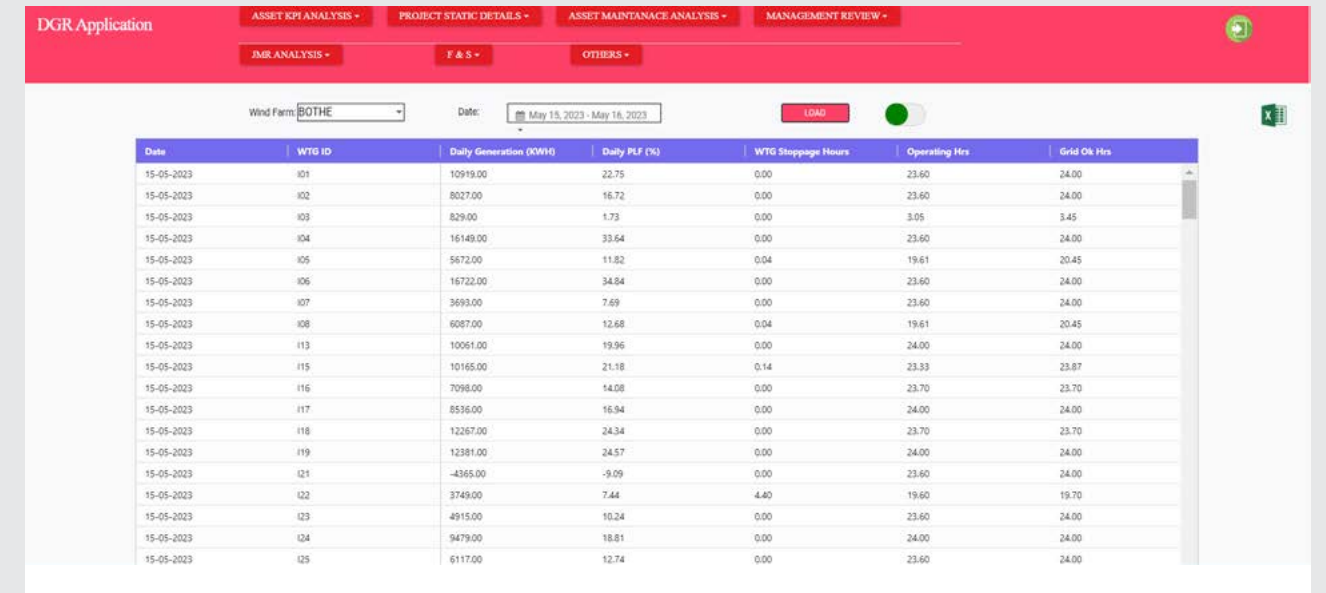 DGR Application
ASSET KPI ANALYSIS PROJECT STATIC DETAILS ASSET MAINTANACE ANALYSIS MANAGEMENT REVIEW
JMR ANALYSIS F & S OTHERS
Wind Farm: BOTHE Date: May 15, 2023 - May 16, 2023 LOAD
Date WTG ID Daily Generation (KWH) Daily PLF (%) WTG Stoppage Hours Operating Hrs Grid Ok Hrs
15-05-2023 I01 10919.00 22.75 0.00 23.60 24.00
15-05-2023 I02 8027.00 16.72 0.00 23.60 24.00
15-05-2023 I03 829.00 1.73 0.00 3.05 3.45
15-05-2023 I04 16149.00 33.64 0.00 23.60 24.00
15-05-2023 I05 5672.00 11.82 0.04 19.61 20.45
15-05-2023 I06 16722.00 34.84 0.00 23.60 24.00
15-05-2023 I07 3693.00 7.69 0.00 23.60 24.00
15-05-2023 I08 6087.00 12.68 0.04 19.61 20.45
15-05-2023 I13 10061.00 19.96 0.00 24.00 24.00
15-05-2023 I15 10165.00 21.18 0.14 23.33 23.87
15-05-2023 I16 7098.00 14.08 0.00 23.70 23.70
15-05-2023 I17 8536.00 16.94 0.00 24.00 24.00
15-05-2023 I18 12267.00 24.34 0.00 23.70 23.70
15-05-2023 I19 12381.00 24.57 0.00 24.00 24.00
15-05-2023 I21 -4365.00 -9.09 0.00 23.60 24.00
15-05-2023 I22 3749.00 7.44 4.40 19.60 19.70
15-05-2023 I23 4915.00 10.24 0.00 23.60 24.00
15-05-2023 I24 9479.00 18.81 0.00 24.00 24.00
15-05-2023 I25 6117.00 12.74 0.00 23.60 24.00